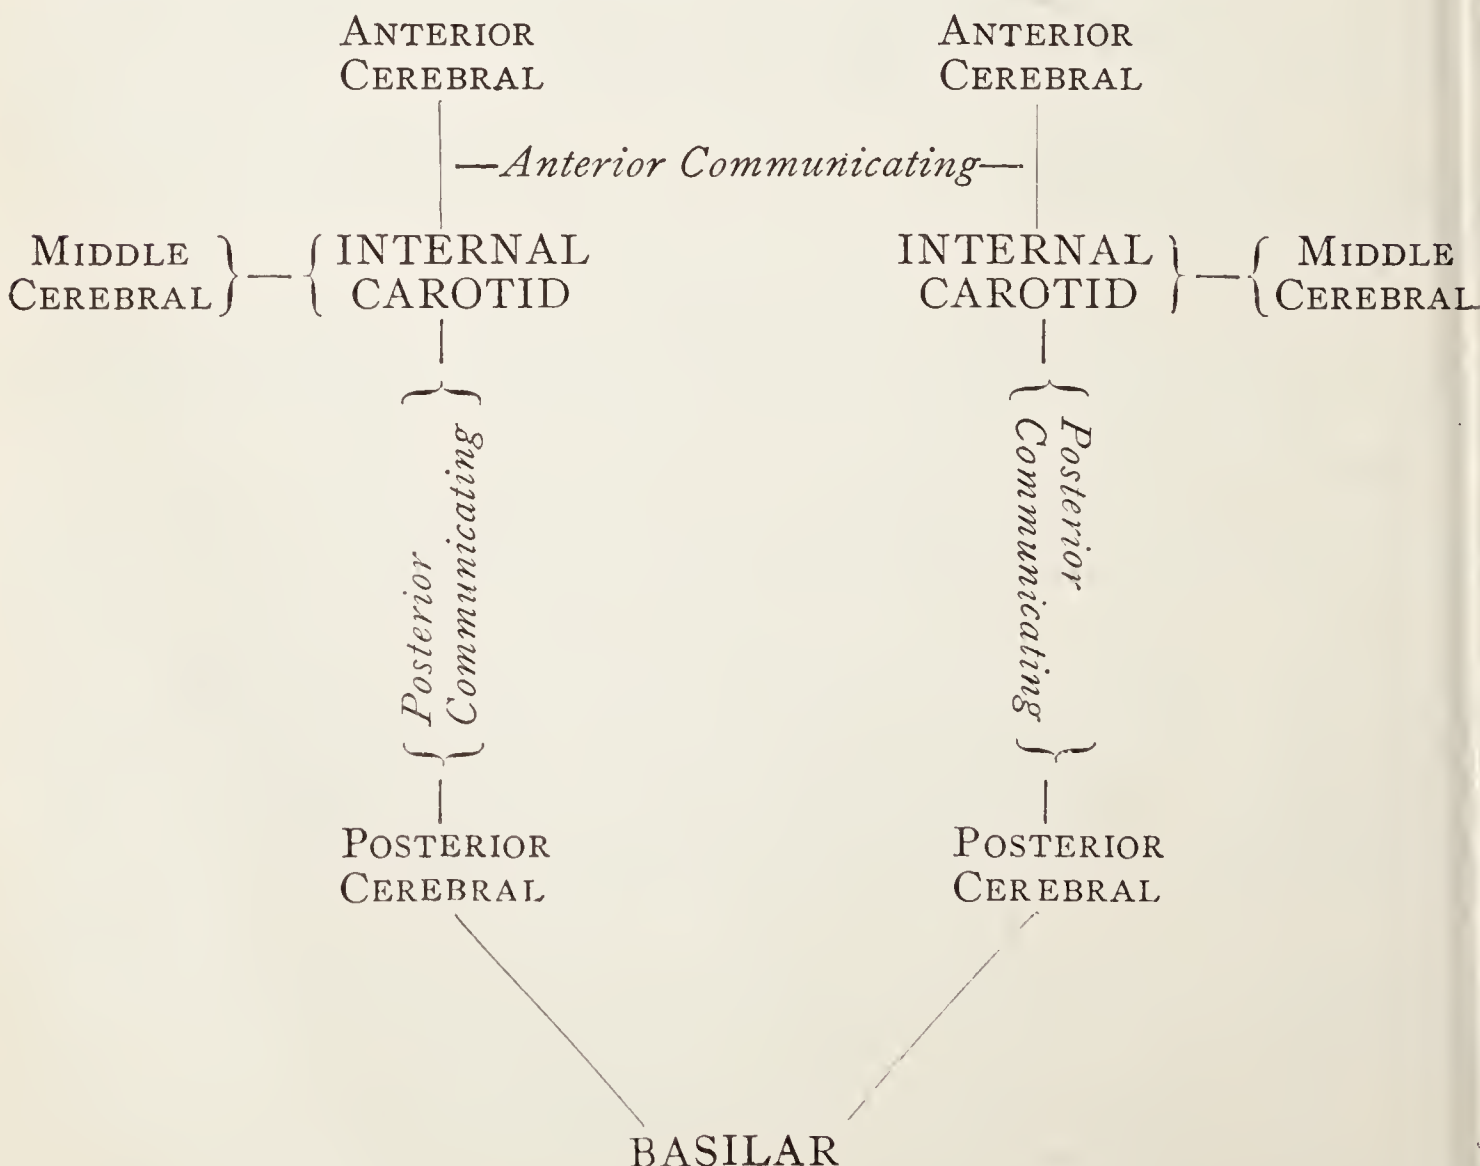 ANTERIOR
CEREBRAL
ANTERIOR
CEREBRAL
—Anterior Communicating—
MIDDLE
CEREBRAL
INTERNAL
CAROTID
INTERNAL
CAROTID
MIDDLE
CEREBRAL
Posterior
Communicating
Posterior
Communicating
POSTERIOR
CEREBRAL
POSTERIOR
CEREBRAL
BASILAR